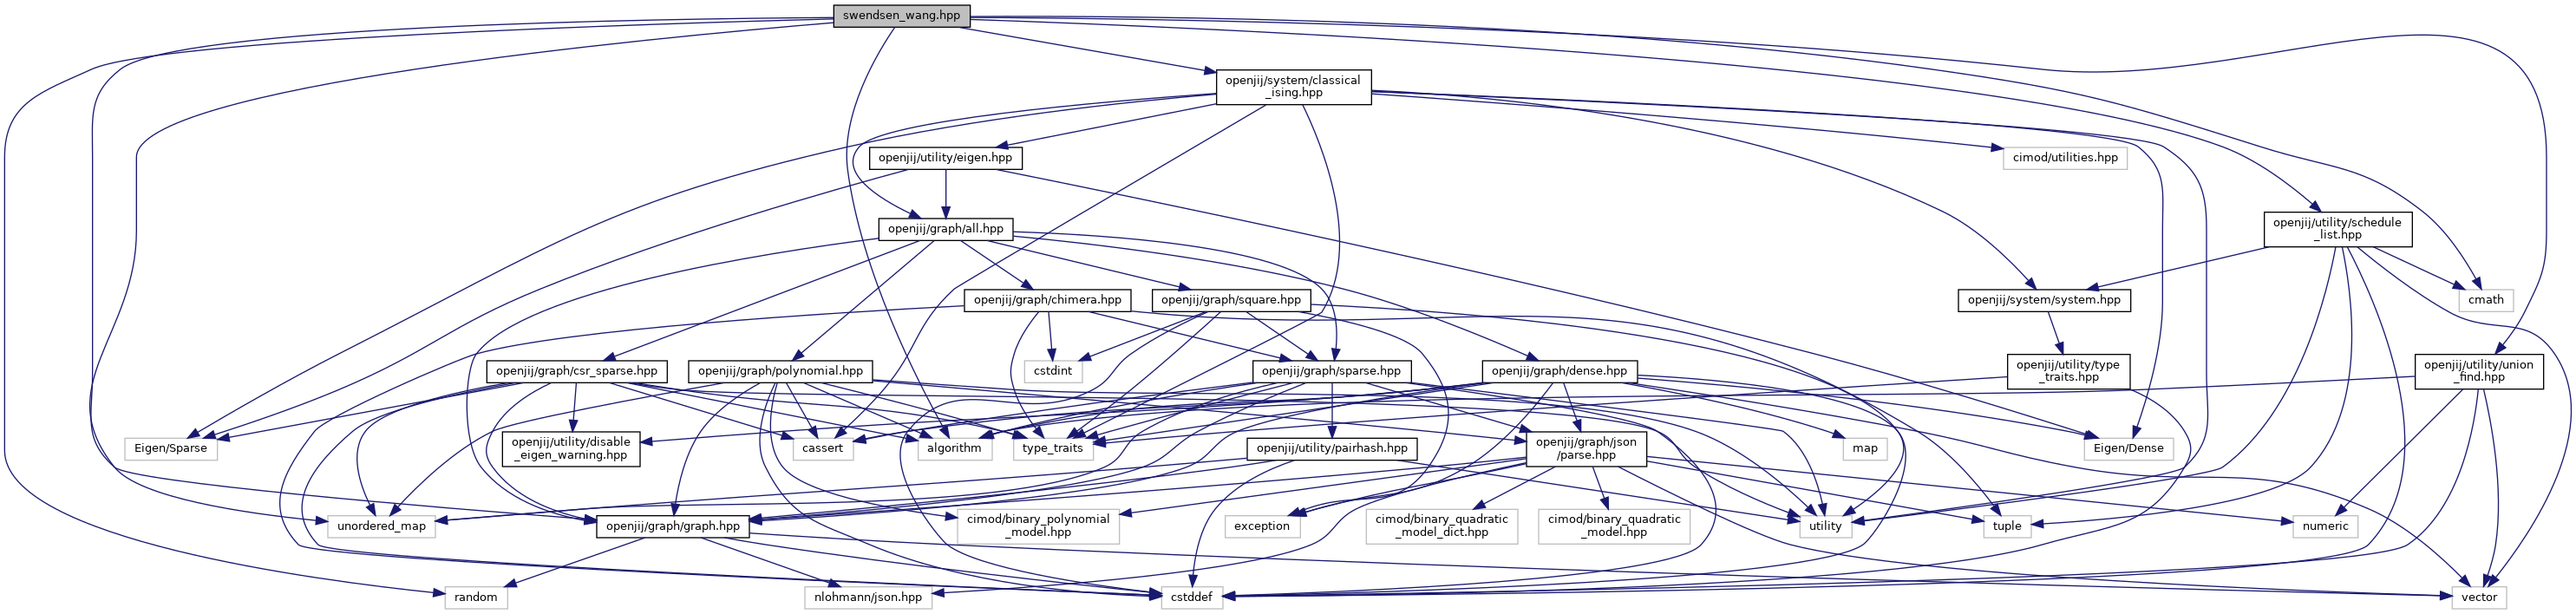 swendsen_wang.hpp
openjij/system/classical
_ising.hpp
openjij/utility/eigen.hpp
cimod/utilities.hpp
openjij/graph/all.hpp
openjij/utility/schedule
_list.hpp
openjij/graph/chimera.hpp
openjij/graph/square.hpp
openjij/system/system.hpp
cmath
openjij/graph/csr_sparse.hpp
openjij/graph/polynomial.hpp
cstdint
openjij/graph/sparse.hpp
openjij/graph/dense.hpp
openjij/utility/type
_traits.hpp
openjij/utility/union
_find.hpp
Eigen/Sparse
openjij/utility/disable
_eigen_warning.hpp
cassert
algorithm
type_traits
openjij/utility/pairhash.hpp
openjij/graph/json
/parse.hpp
map
Eigen/Dense
unordered_map
openjij/graph/graph.hpp
cimod/binary_polynomial
_model.hpp
exception
cimod/binary_quadratic
_model_dict.hpp
cimod/binary_quadratic
_model.hpp
utility
tuple
numeric
random
nlohmann/json.hpp
cstddef
vector